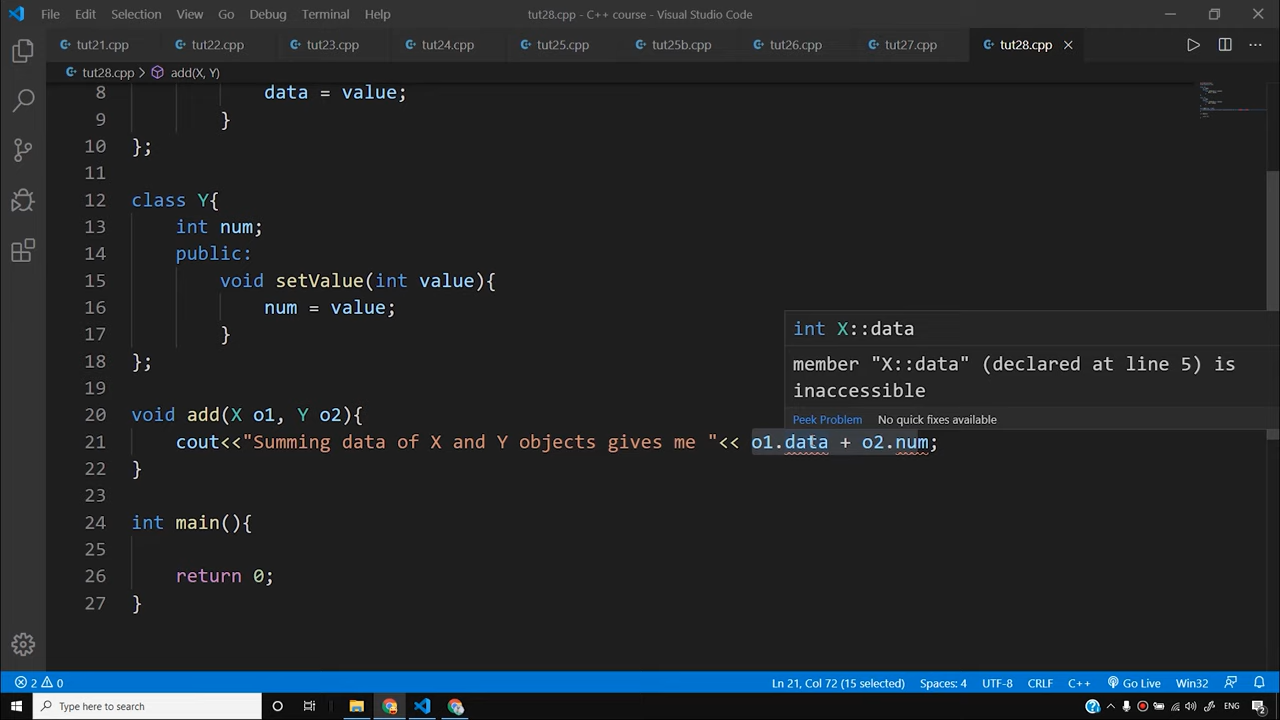 File Edit Selection View Go Debug Terminal Help tut28.cpp - C++ course - Visual Studio Code
tut21.cpp tut22.cpp tut23.cpp tut24.cpp tut25.cpp tut25b.cpp tut26.cpp tut27.cpp tut28.cpp
tut28.cpp > add(X, Y)
8 data = value;
9 }
10 };
11
12 class Y{
13 int num;
14 public:
15 void setValue(int value){
16 num = value;
17 }
18 };
19
int X::data
member "X::data" (declared at line 5) is
inaccessible
Peek Problem No quick fixes available
20 void add(X o1, Y o2){
21 cout<<"Summing data of X and Y objects gives me "<< o1.data + o2.num;
22 }
23
24 int main(){
25
26 return 0;
27 }
2 0 Ln 21, Col 72 (15 selected) Spaces: 4 UTF-8 CRLF C++ Go Live Win32
Type here to search ENG 2